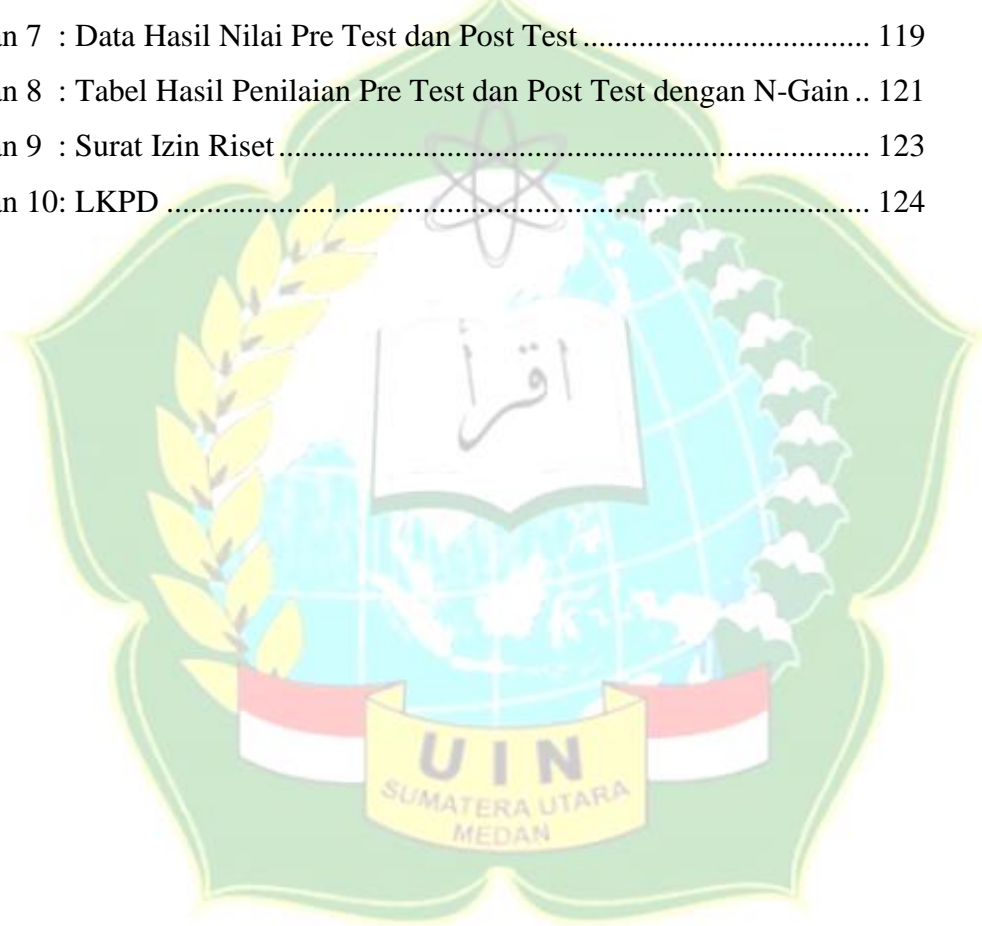 an 7 : Data Hasil Nilai Pre Test dan Post Test .................................... 119
an 8 : Tabel Hasil Penilaian Pre Test dan Post Test dengan N-Gain .. 121
an 9 : Surat Izin Riset ........................................................................... 123
an 10: LKPD ......................................................................................... 124
اقرأ
UIN
SUMATERA UTARA
MEDAN